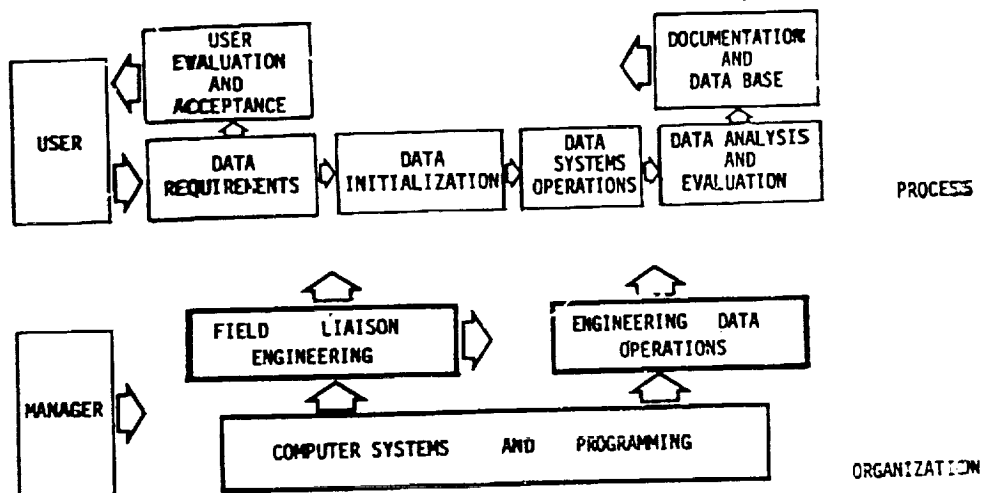 USER
EVALUATION
AND
ACCEPTANCE
DOCUMENTATION
AND
DATA BASE
USER
DATA
REQUIREMENTS
DATA
INITIALIZATION
DATA
SYSTEMS
OPERATIONS
DATA ANALYSIS
AND
EVALUATION
PROCESS
FIELD LIAISON
ENGINEERING
ENGINEERING DATA
OPERATIONS
MANAGER
COMPUTER SYSTEMS AND PROGRAMMING
ORGANIZATION